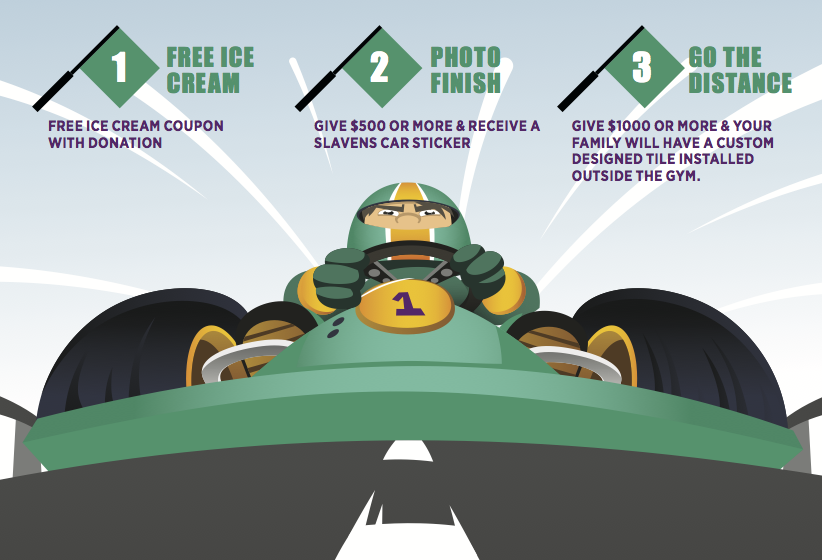 1
FREE ICE
CREAM
FREE ICE CREAM COUPON
WITH DONATION
2
PHOTO
FINISH
GIVE $500 OR MORE & RECEIVE A
SLAVENS CAR STICKER
3
GO THE
DISTANCE
GIVE $1000 OR MORE & YOUR
FAMILY WILL HAVE A CUSTOM
DESIGNED TILE INSTALLED
OUTSIDE THE GYM.
1